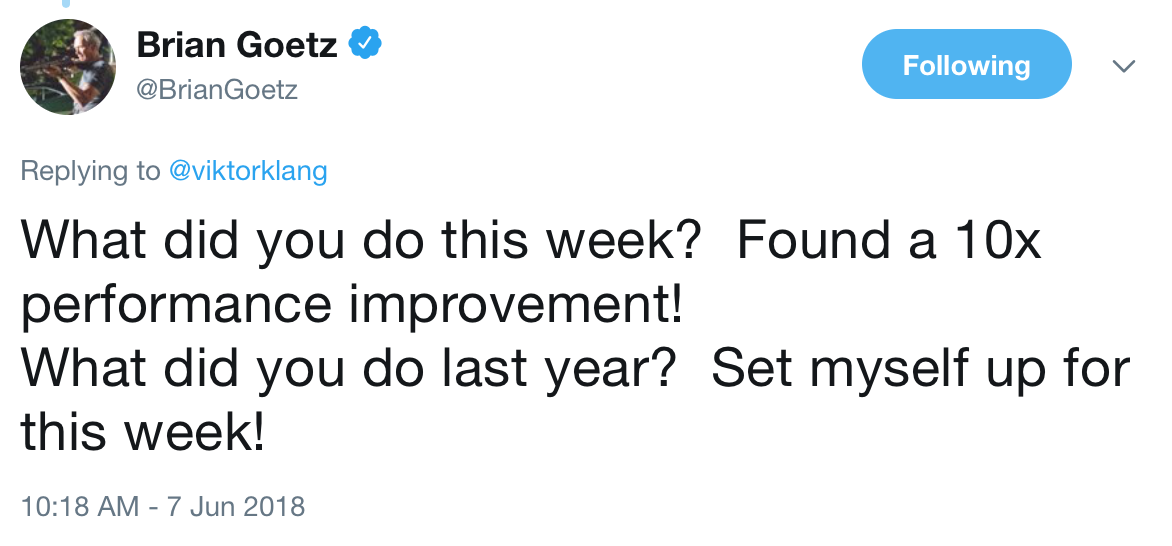 Brian Goetz
@BrianGoetz
Following
Replying to @viktorklang
What did you do this week?  Found a 10x
performance improvement!
What did you do last year?  Set myself up for
this week!
10:18 AM - 7 Jun 2018